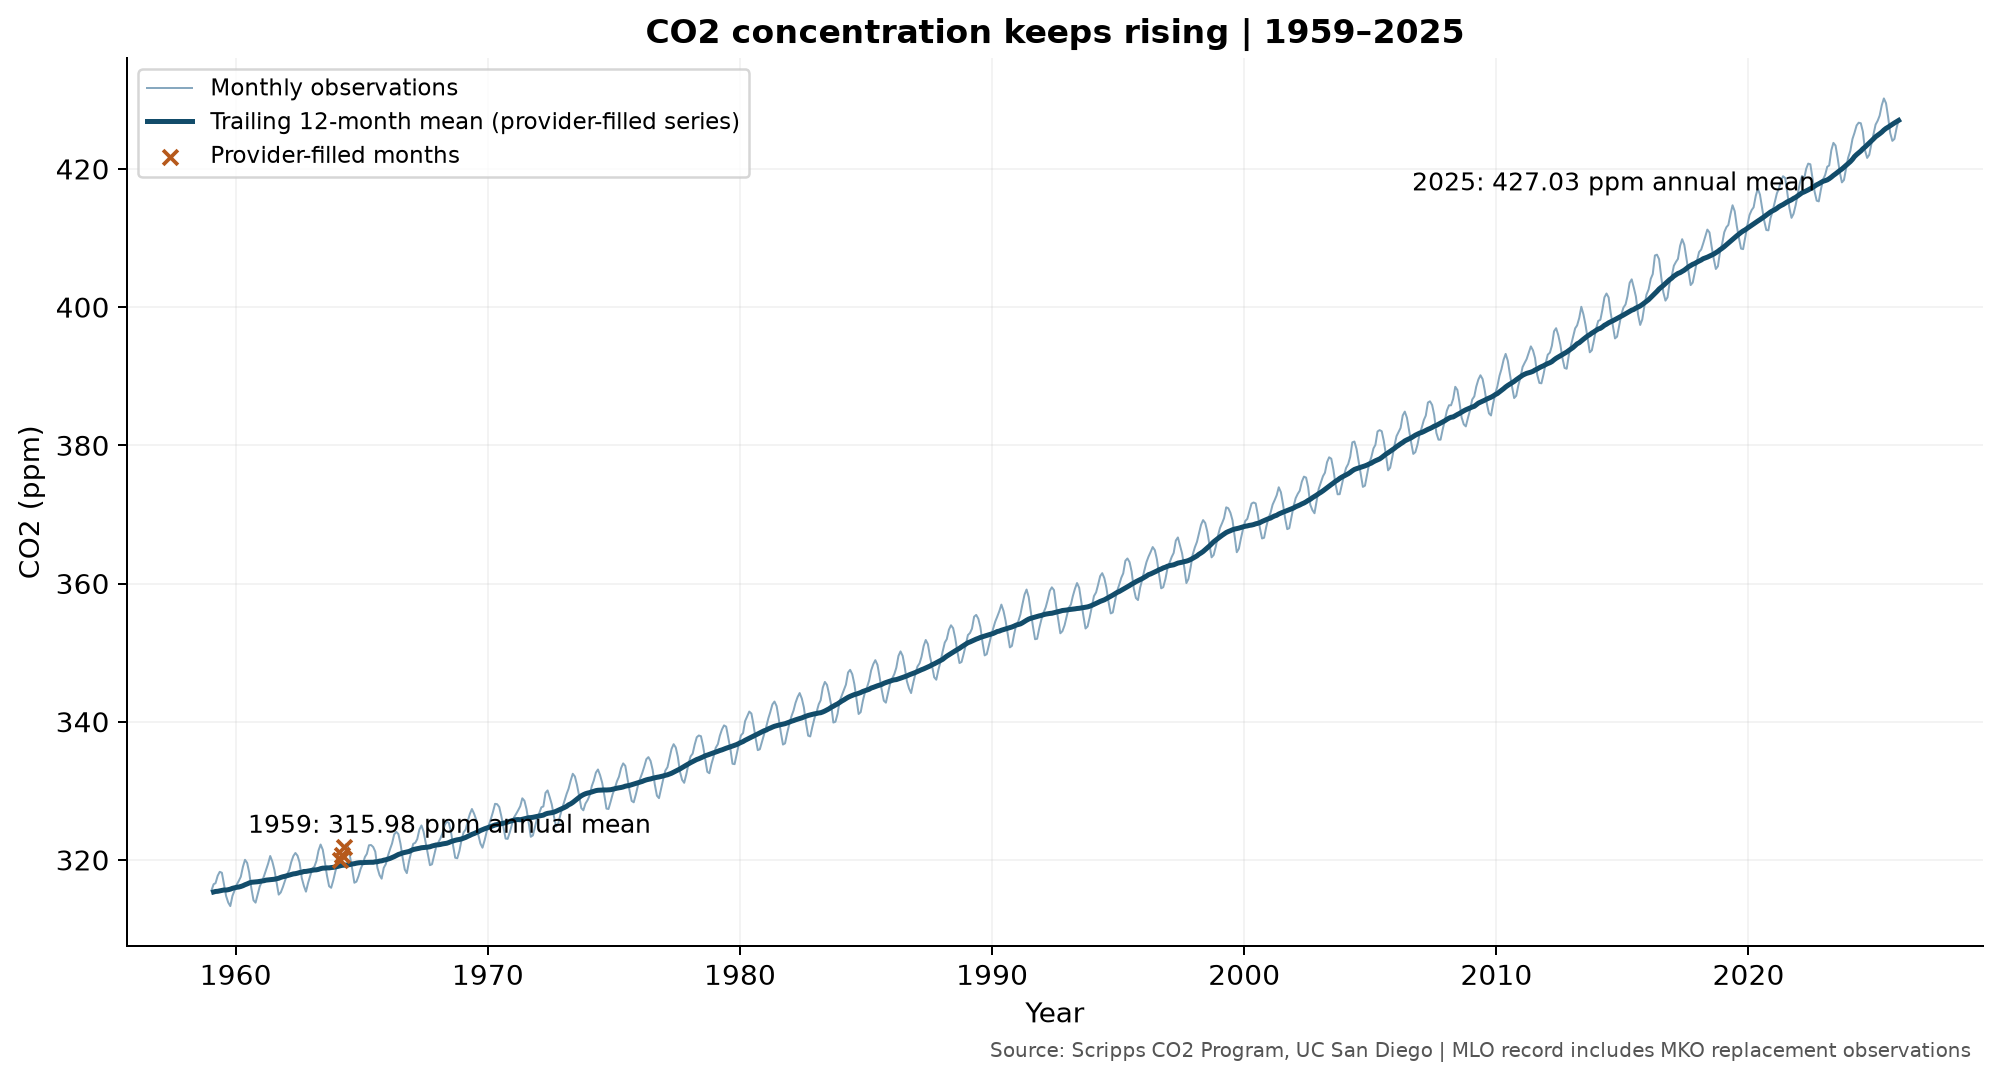 CO2 concentration keeps rising | 1959–2025
Monthly observations
Trailing 12-month mean (provider-filled series)
Provider-filled months
2025: 427.03 ppm annual mean
1959: 315.98 ppm annual mean
CO2 (ppm)
420
400
380
360
340
320
1960 1970 1980 1990 2000 2010 2020
Year
Source: Scripps CO2 Program, UC San Diego | MLO record includes MKO replacement observations